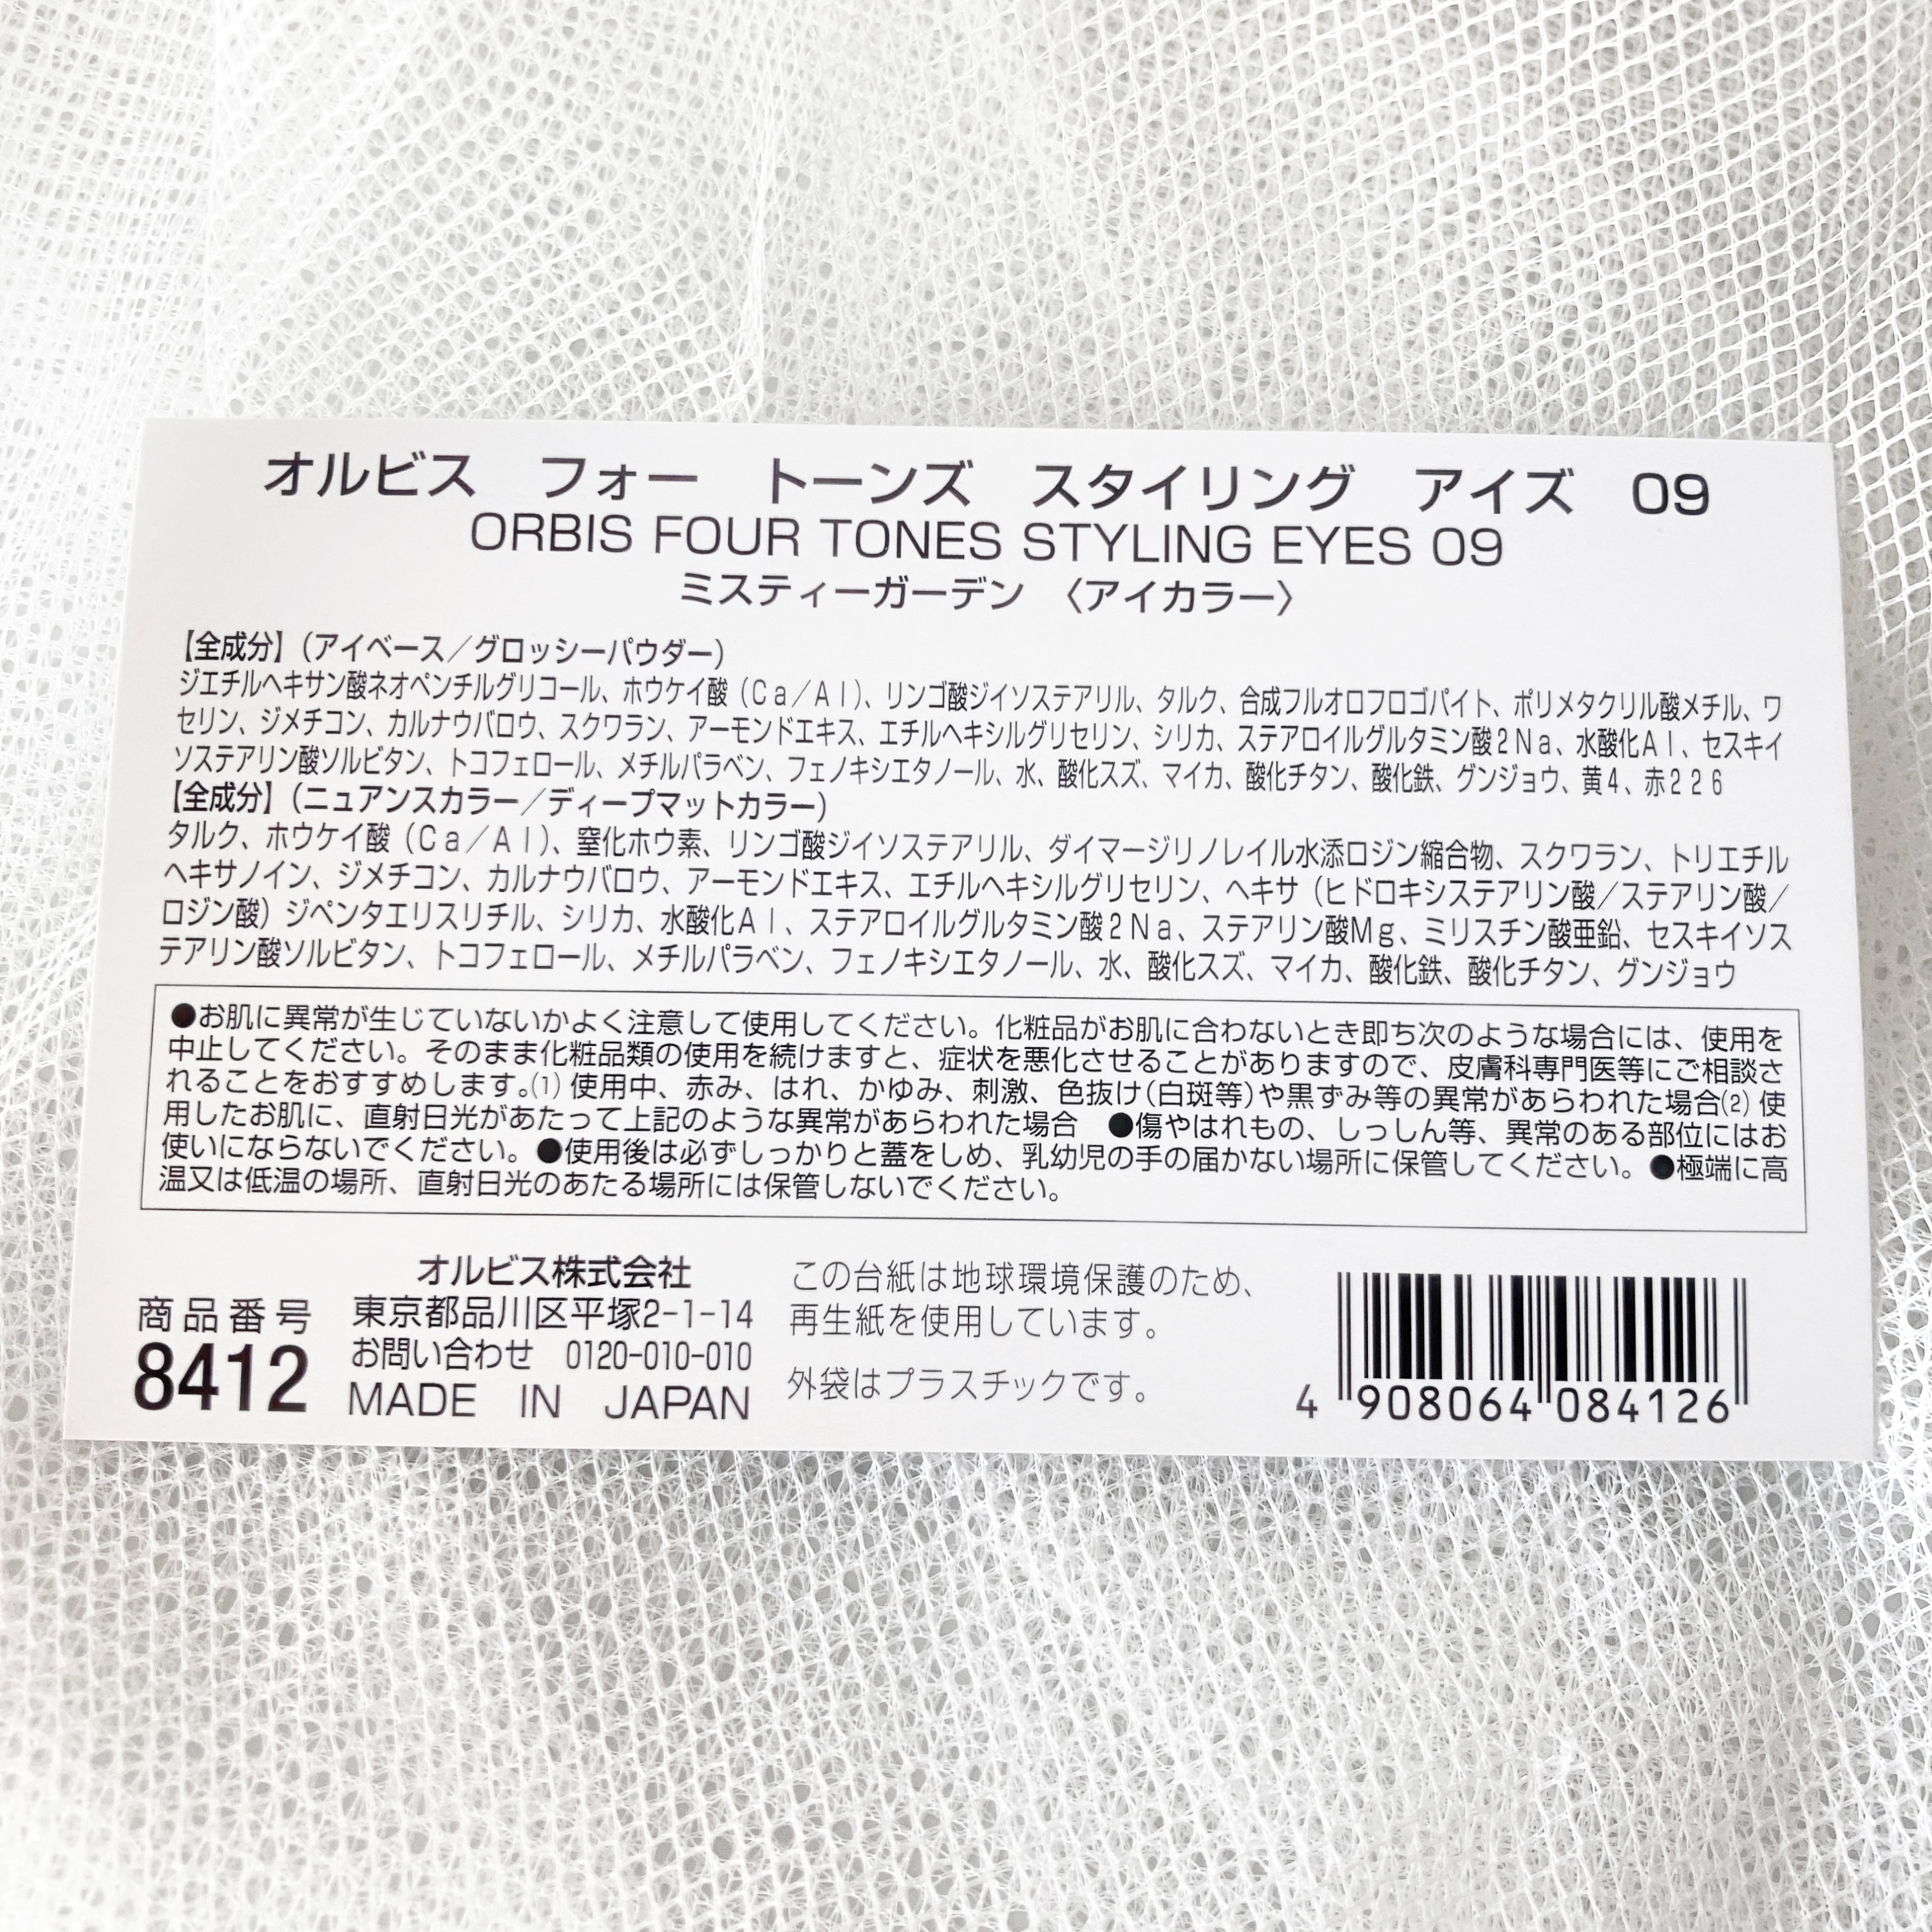 オルビス　フォー　トーンズ　スタイリング　アイズ　09
ORBIS FOUR TONES STYLING EYES 09
ミスティーガーデン　〈アイカラー〉
【全成分】（アイベース／グロッシーパウダー）
ジエチルヘキサン酸ネオペンチルグリコール、ホウケイ酸（Ｃａ／Ａｌ）、リンゴ酸ジイソステアリル、タルク、合成フルオロフロゴパイト、ポリメタクリル酸メチル、ワ
セリン、ジメチコン、カルナウバロウ、スクワラン、アーモンドエキス、エチルヘキシルグリセリン、シリカ、ステアロイルグルタミン酸２Ｎａ、水酸化Ａｌ、セスキイ
ソステアリン酸ソルビタン、トコフェロール、メチルパラベン、フェノキシエタノール、水、酸化スズ、マイカ、酸化チタン、酸化鉄、グンジョウ、黄４、赤２２６
【全成分】（ニュアンスカラー／ディープマットカラー）
タルク、ホウケイ酸（Ｃａ／Ａｌ）、窒化ホウ素、リンゴ酸ジイソステアリル、ダイマージリノレイル水添ロジン縮合物、スクワラン、トリエチル
ヘキサノイン、ジメチコン、カルナウバロウ、アーモンドエキス、エチルヘキシルグリセリン、ヘキサ（ヒドロキシステアリン酸／ステアリン酸／
ロジン酸）ジペンタエリスリチル、シリカ、水酸化Ａｌ、ステアロイルグルタミン酸２Ｎａ、ステアリン酸Ｍｇ、ミリスチン酸亜鉛、セスキイソス
テアリン酸ソルビタン、トコフェロール、メチルパラベン、フェノキシエタノール、水、酸化スズ、マイカ、酸化鉄、酸化チタン、グンジョウ
●お肌に異常が生じていないかよく注意して使用してください。化粧品がお肌に合わないとき即ち次のような場合には、使用を
中止してください。そのまま化粧品類の使用を続けますと、症状を悪化させることがありますので、皮膚科専門医等にご相談さ
れることをおすすめします。⑴ 使用中、赤み、はれ、かゆみ、刺激、色抜け（白斑等）や黒ずみ等の異常があらわれた場合⑵ 使
用したお肌に、直射日光があたって上記のような異常があらわれた場合　●傷やはれもの、しっしん等、異常のある部位にはお
使いにならないでください。●使用後は必ずしっかりと蓋をしめ、乳幼児の手の届かない場所に保管してください。●極端に高
温又は低温の場所、直射日光のあたる場所には保管しないでください。
商品番号
8412
オルビス株式会社
東京都品川区平塚2-1-14
お問い合わせ　0120-010-010
MADE IN JAPAN
この台紙は地球環境保護のため、
再生紙を使用しています。
外袋はプラスチックです。
4 908064 084126